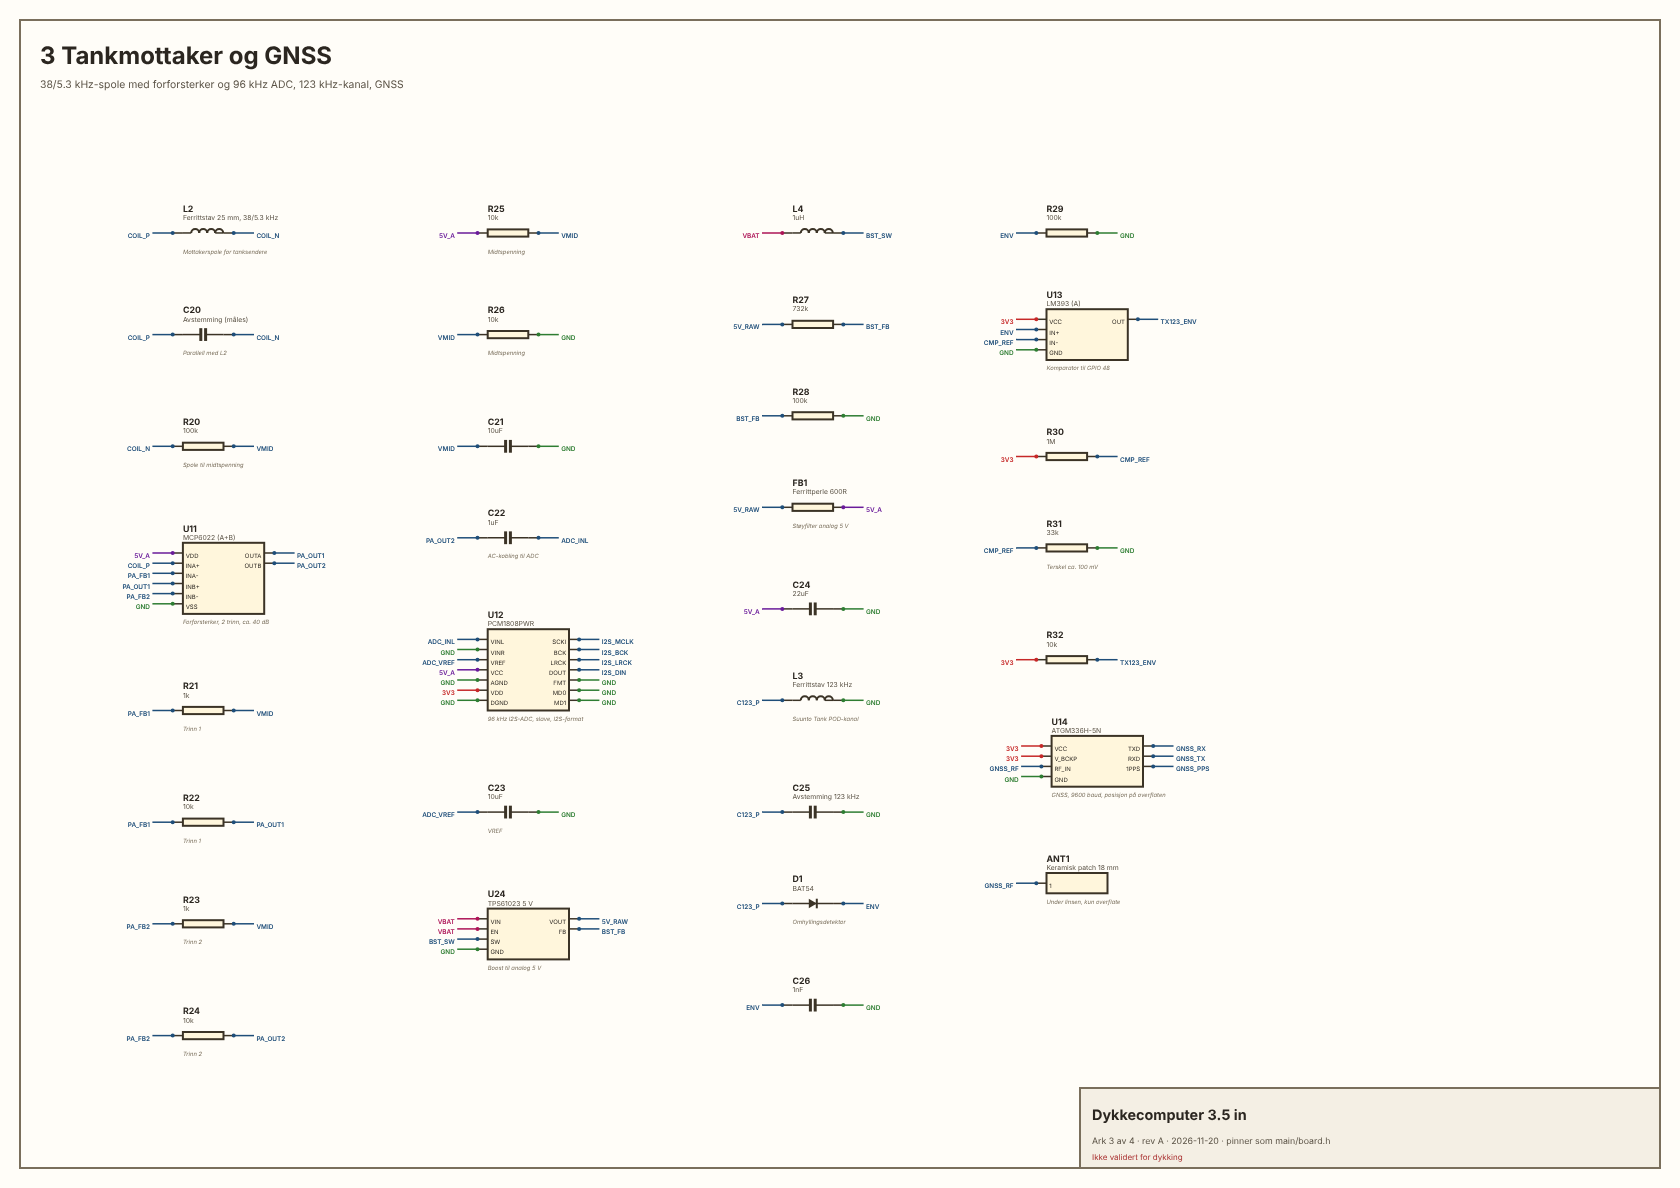 3 Tankmottaker og GNSS
38/5.3 kHz-spole med forforsterker og 96 kHz ADC, 123 kHz-kanal, GNSS
L2
Ferrittstav 25 mm, 38/5.3 kHz
COIL_P
COIL_N
Mottakerspole for tanksendere
C20
Avstemming (måles)
COIL_P
COIL_N
Parallell med L2
R20
100k
COIL_N
VMID
Spole til midtspenning
U11
MCP6022 (A+B)
5V_A
VDD
OUTA
PA_OUT1
COIL_P
INA+
OUTB
PA_OUT2
PA_FB1
INA-
PA_OUT1
INB+
PA_FB2
INB-
GND
VSS
Forforsterker, 2 trinn, ca. 40 dB
R21
1k
PA_FB1
VMID
Trinn 1
R22
10k
PA_FB1
PA_OUT1
Trinn 1
R23
1k
PA_FB2
VMID
Trinn 2
R24
10k
PA_FB2
PA_OUT2
Trinn 2
R25
10k
5V_A
VMID
Midtspenning
R26
10k
VMID
GND
Midtspenning
C21
10uF
VMID
GND
C22
1uF
PA_OUT2
ADC_INL
AC-kobling til ADC
U12
PCM1808PWR
ADC_INL
VINL
SCKI
I2S_MCLK
GND
VINR
BCK
I2S_BCK
ADC_VREF
VREF
LRCK
I2S_LRCK
5V_A
VCC
DOUT
I2S_DIN
GND
AGND
FMT
GND
3V3
VDD
MD0
GND
GND
DGND
MD1
GND
96 kHz I2S-ADC, slave, I2S-format
C23
10uF
ADC_VREF
GND
VREF
U24
TPS61023 5 V
VBAT
VIN
VOUT
5V_RAW
VBAT
EN
FB
BST_FB
BST_SW
SW
GND
GND
Boost til analog 5 V
L4
1uH
VBAT
BST_SW
R27
732k
5V_RAW
BST_FB
R28
100k
BST_FB
GND
FB1
Ferrittperle 600R
5V_RAW
5V_A
Støyfilter analog 5 V
C24
22uF
5V_A
GND
L3
Ferrittstav 123 kHz
C123_P
GND
Suunto Tank POD-kanal
C25
Avstemming 123 kHz
C123_P
GND
D1
BAT54
C123_P
ENV
Omhyllingsdetektor
C26
1nF
ENV
GND
R29
100k
ENV
GND
U13
LM393 (A)
3V3
VCC
OUT
TX123_ENV
ENV
IN+
CMP_REF
IN-
GND
GND
Komparator til GPIO 48
R30
1M
3V3
CMP_REF
R31
33k
CMP_REF
GND
Terskel ca. 100 mV
R32
10k
3V3
TX123_ENV
U14
ATGM336H-5N
3V3
VCC
TXD
GNSS_RX
3V3
V_BCKP
RXD
GNSS_TX
GNSS_RF
RF_IN
1PPS
GNSS_PPS
GND
GND
GNSS, 9600 baud, posisjon på overflaten
ANT1
Keramisk patch 18 mm
GNSS_RF
1
Under linsen, kun overflate
Dykkecomputer 3.5 in
Ark 3 av 4 · rev A · 2026-11-20 · pinner som main/board.h
Ikke validert for dykking